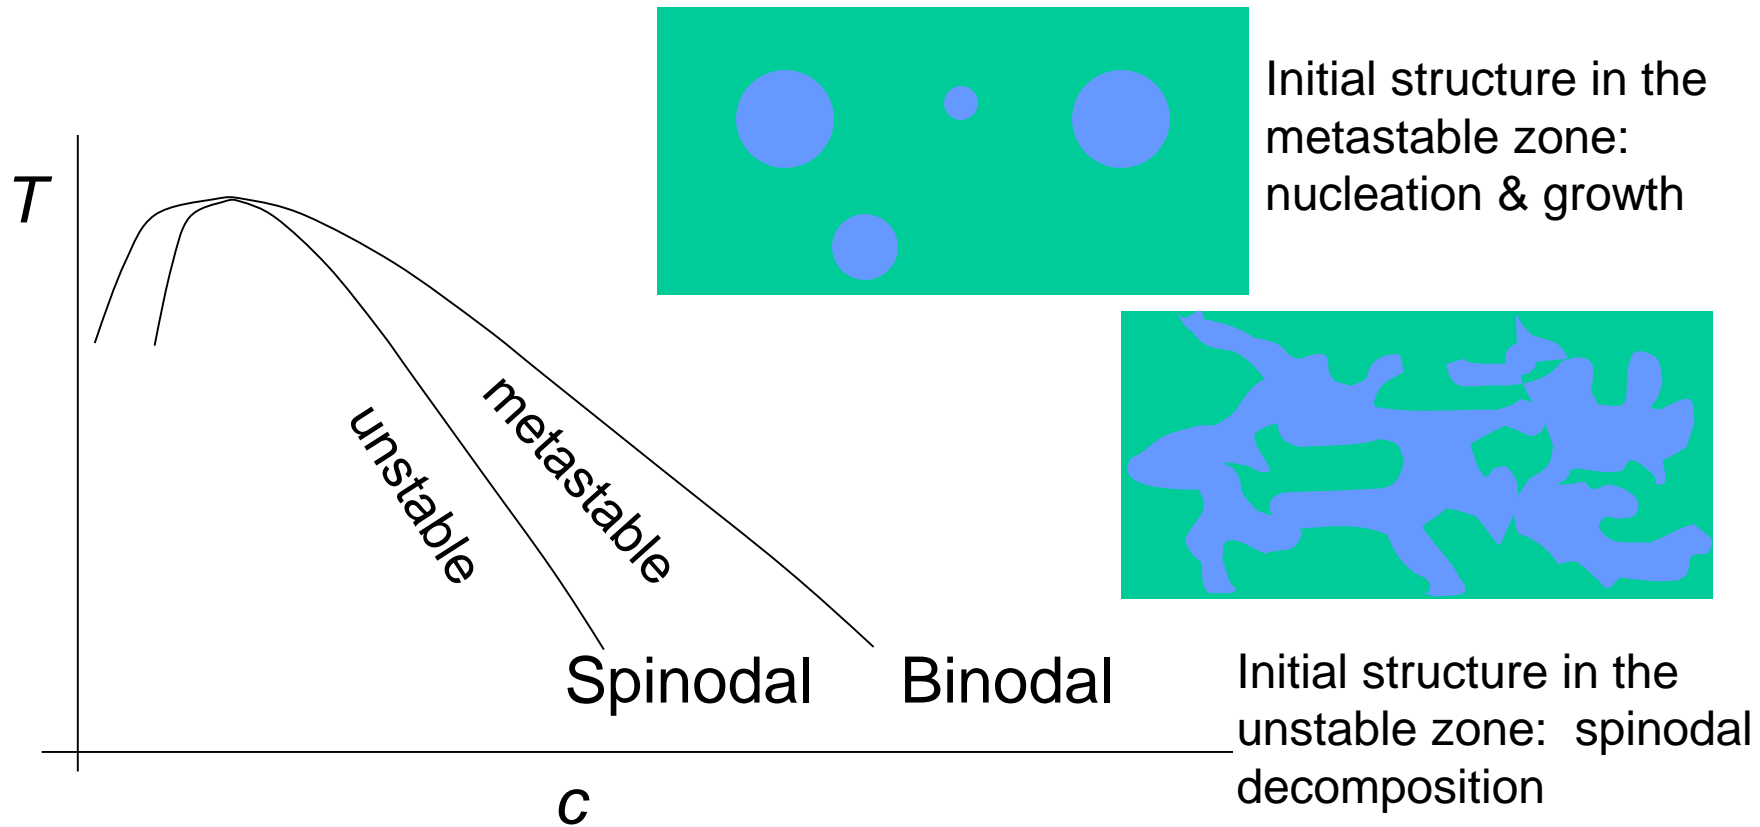 Initial structure in the
metastable zone:
nucleation & growth
T
metastable
unstable
Spinodal
Binodal
Initial structure in the
unstable zone:  spinodal
decomposition
c